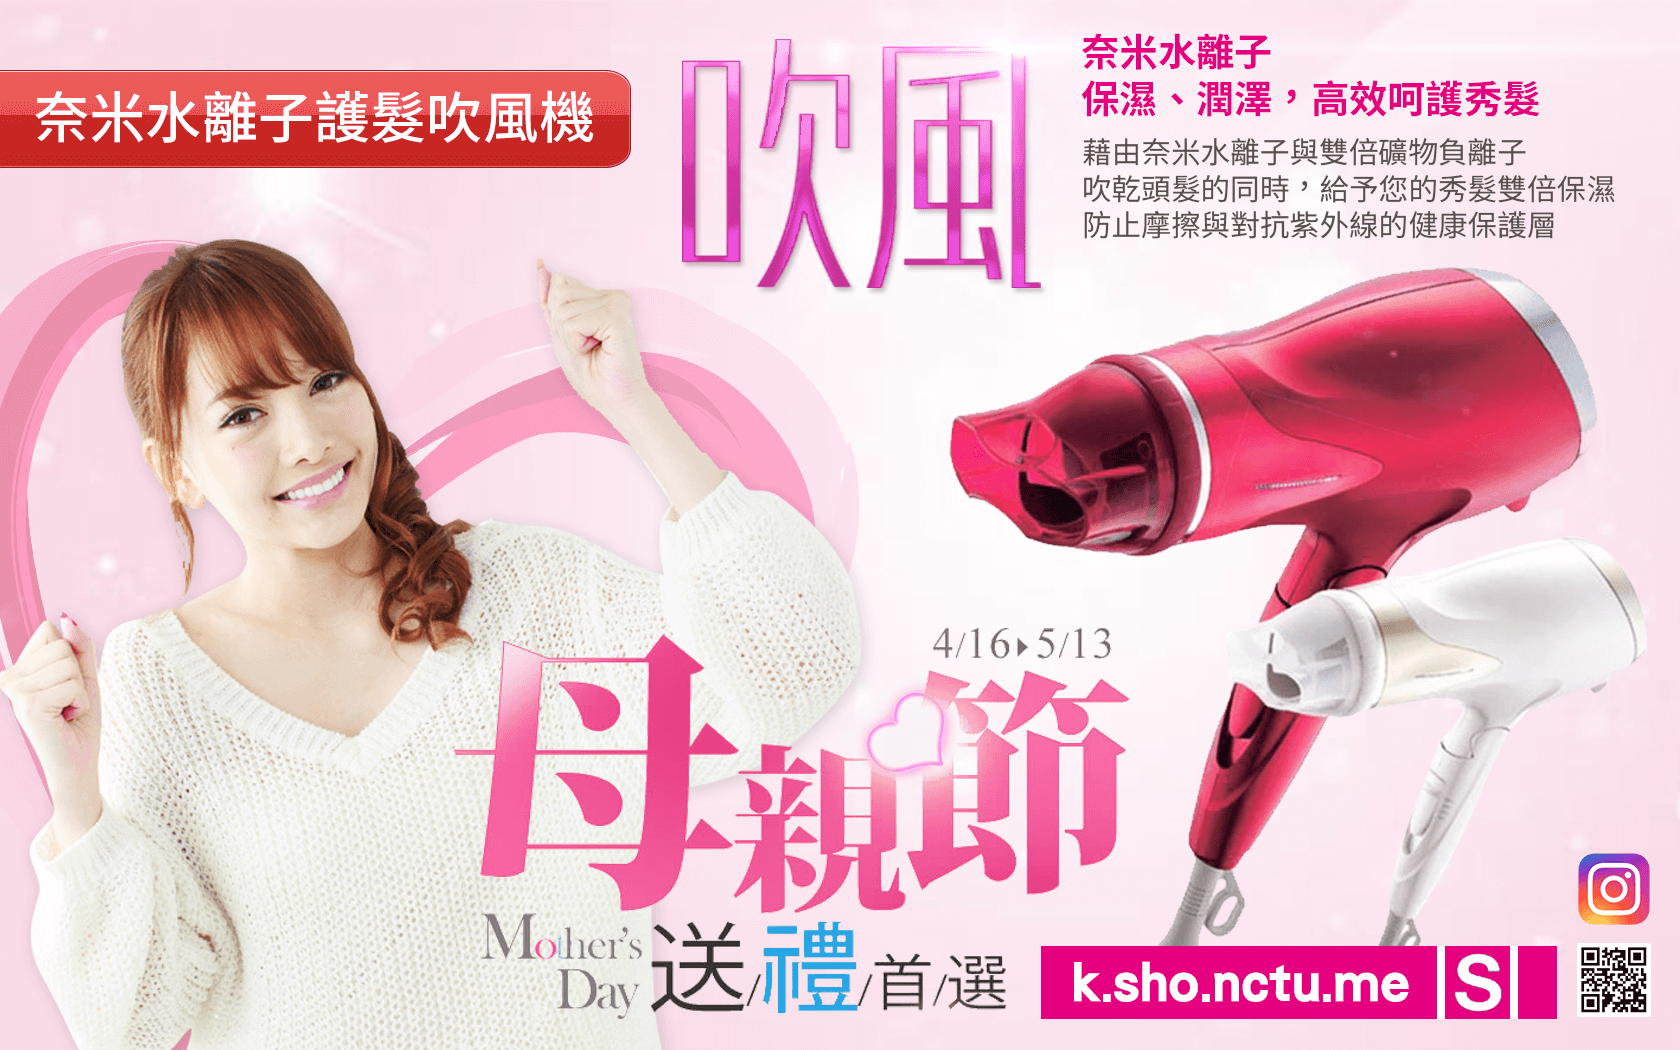 奈米水離子護髮吹風機
吹風
奈米水離子
保濕、潤澤，高效呵護秀髮
藉由奈米水離子與雙倍礦物負離子
吹乾頭髮的同時，給予您的秀髮雙倍保濕
防止摩擦與對抗紫外線的健康保護層
4/16▸5/13
母親節
Mother's
Day
送/禮/首/選
k.sho.nctu.me
S